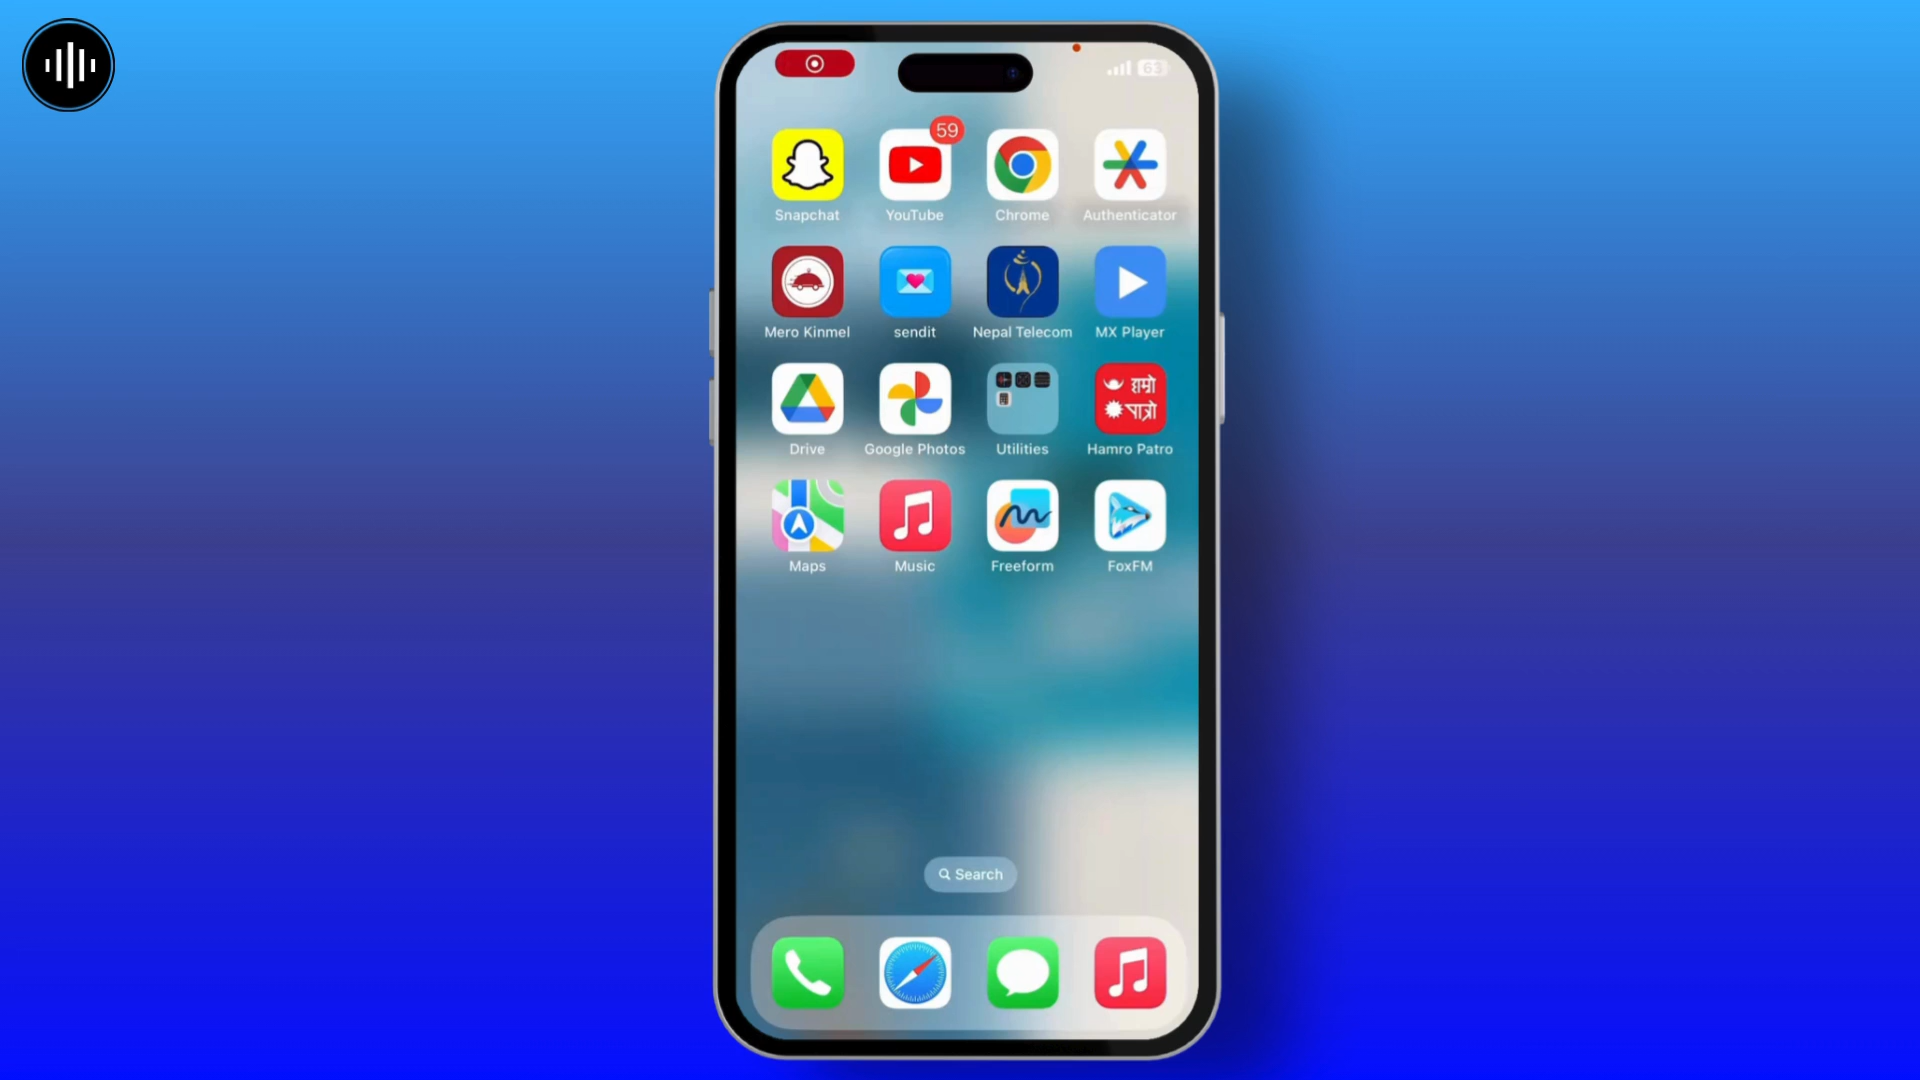 63
59
Snapchat YouTube Chrome Authenticator
Mero Kinmel sendit Nepal Telecom MX Player
हाम्रो
पात्रो
Drive Google Photos Utilities Hamro Patro
Maps Music Freeform FoxFM
Search